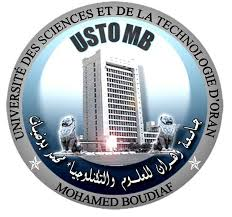 UNIVERSITÉ DES SCIENCES ET DE LA TECHNOLOGIE D'ORAN
USTO MB
جامعة وهران للعلوم والتكنولوجيا محمد بوضياف
MOHAMED BOUDIAF